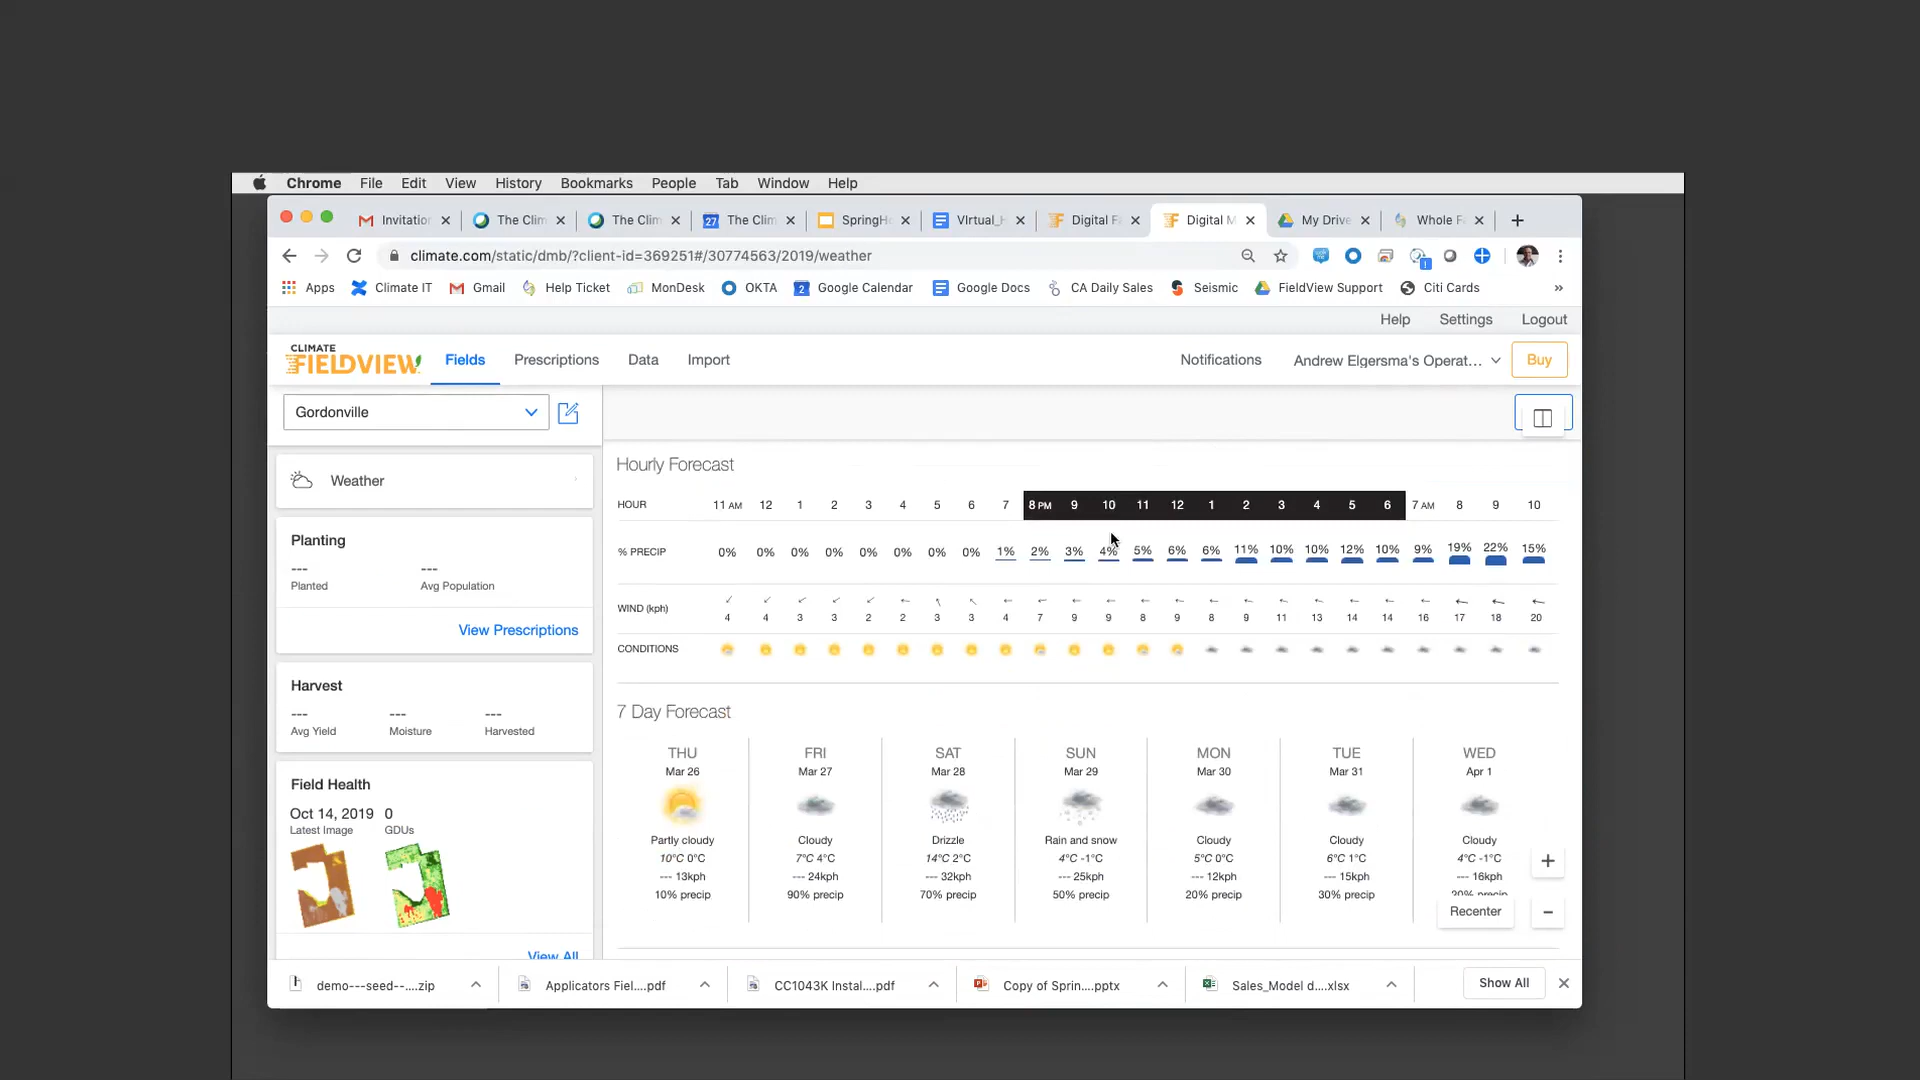 Chrome File Edit View History Bookmarks People Tab Window Help
Invitatio The Clim The Clim 27 The Clim SpringHo VIrtual_H Digital Fa Digital M My Drive Whole Fa
climate.com/static/dmb/?client-id=369251#/30774563/2019/weather
Apps Climate IT Gmail Help Ticket MonDesk OKTA 2 Google Calendar Google Docs CA Daily Sales Seismic FieldView Support Citi Cards »
Help Settings Logout
CLIMATE FIELDVIEW Fields Prescriptions Data Import Notifications Andrew Elgersma's Operat... Buy
Gordonville
Weather
Planting
--- ---
Planted Avg Population
View Prescriptions
Harvest
--- --- ---
Avg Yield Moisture Harvested
Field Health
Oct 14, 2019 0
Latest Image GDUs
View All
Hourly Forecast
HOUR 11 AM 12 1 2 3 4 5 6 7 8 PM 9 10 11 12 1 2 3 4 5 6 7 AM 8 9 10
% PRECIP 0% 0% 0% 0% 0% 0% 0% 0% 1% 2% 3% 4% 5% 6% 6% 11% 10% 10% 12% 10% 9% 19% 22% 15%
WIND (kph) 4 4 3 3 2 2 3 3 4 7 9 9 8 9 8 9 11 13 14 14 16 17 18 20
CONDITIONS
7 Day Forecast
THU FRI SAT SUN MON TUE WED
Mar 26 Mar 27 Mar 28 Mar 29 Mar 30 Mar 31 Apr 1
Partly cloudy Cloudy Drizzle Rain and snow Cloudy Cloudy Cloudy
10°C 0°C 7°C 4°C 14°C 2°C 4°C -1°C 5°C 0°C 6°C 1°C 4°C -1°C
--- 13kph --- 24kph --- 32kph --- 25kph --- 12kph --- 15kph --- 16kph
10% precip 90% precip 70% precip 50% precip 20% precip 30% precip 20% precip
Recenter
demo---seed--....zip Applicators Fiel....pdf CC1043K Instal....pdf Copy of Sprin....pptx Sales_Model d....xlsx Show All